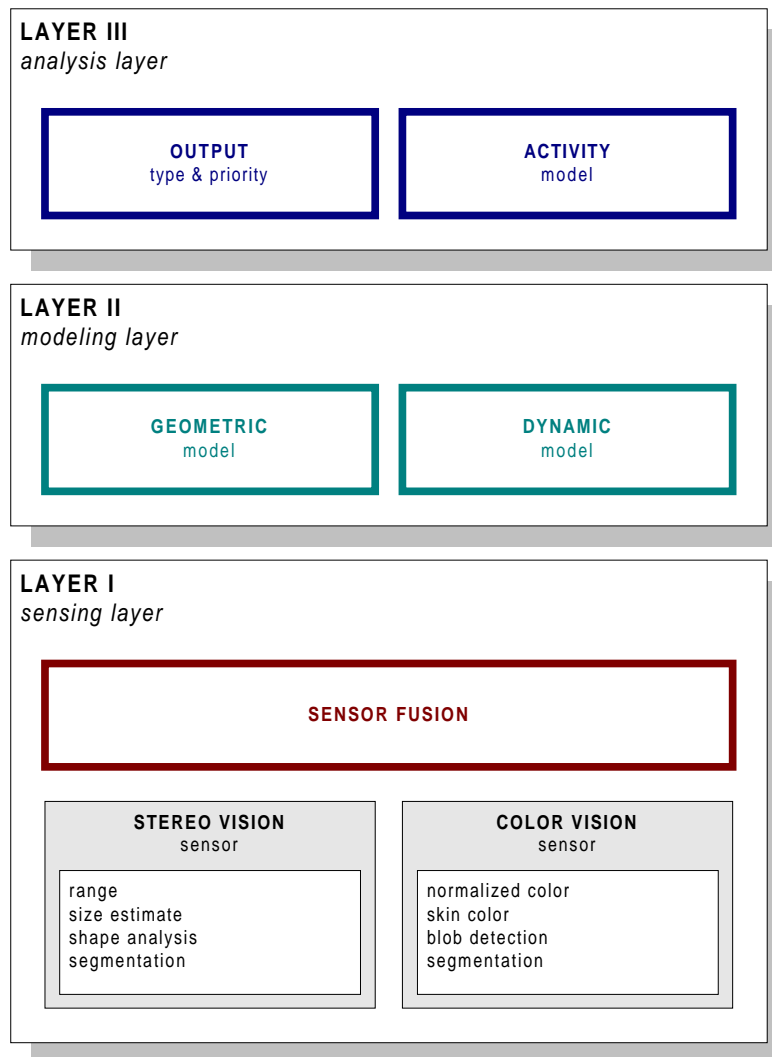 LAYER III
analysis layer
OUTPUT
type & priority
ACTIVITY
model
LAYER II
modeling layer
GEOMETRIC
model
DYNAMIC
model
LAYER I
sensing layer
SENSOR FUSION
STEREO VISION
sensor
range
size estimate
shape analysis
segmentation
COLOR VISION
sensor
normalized color
skin color
blob detection
segmentation